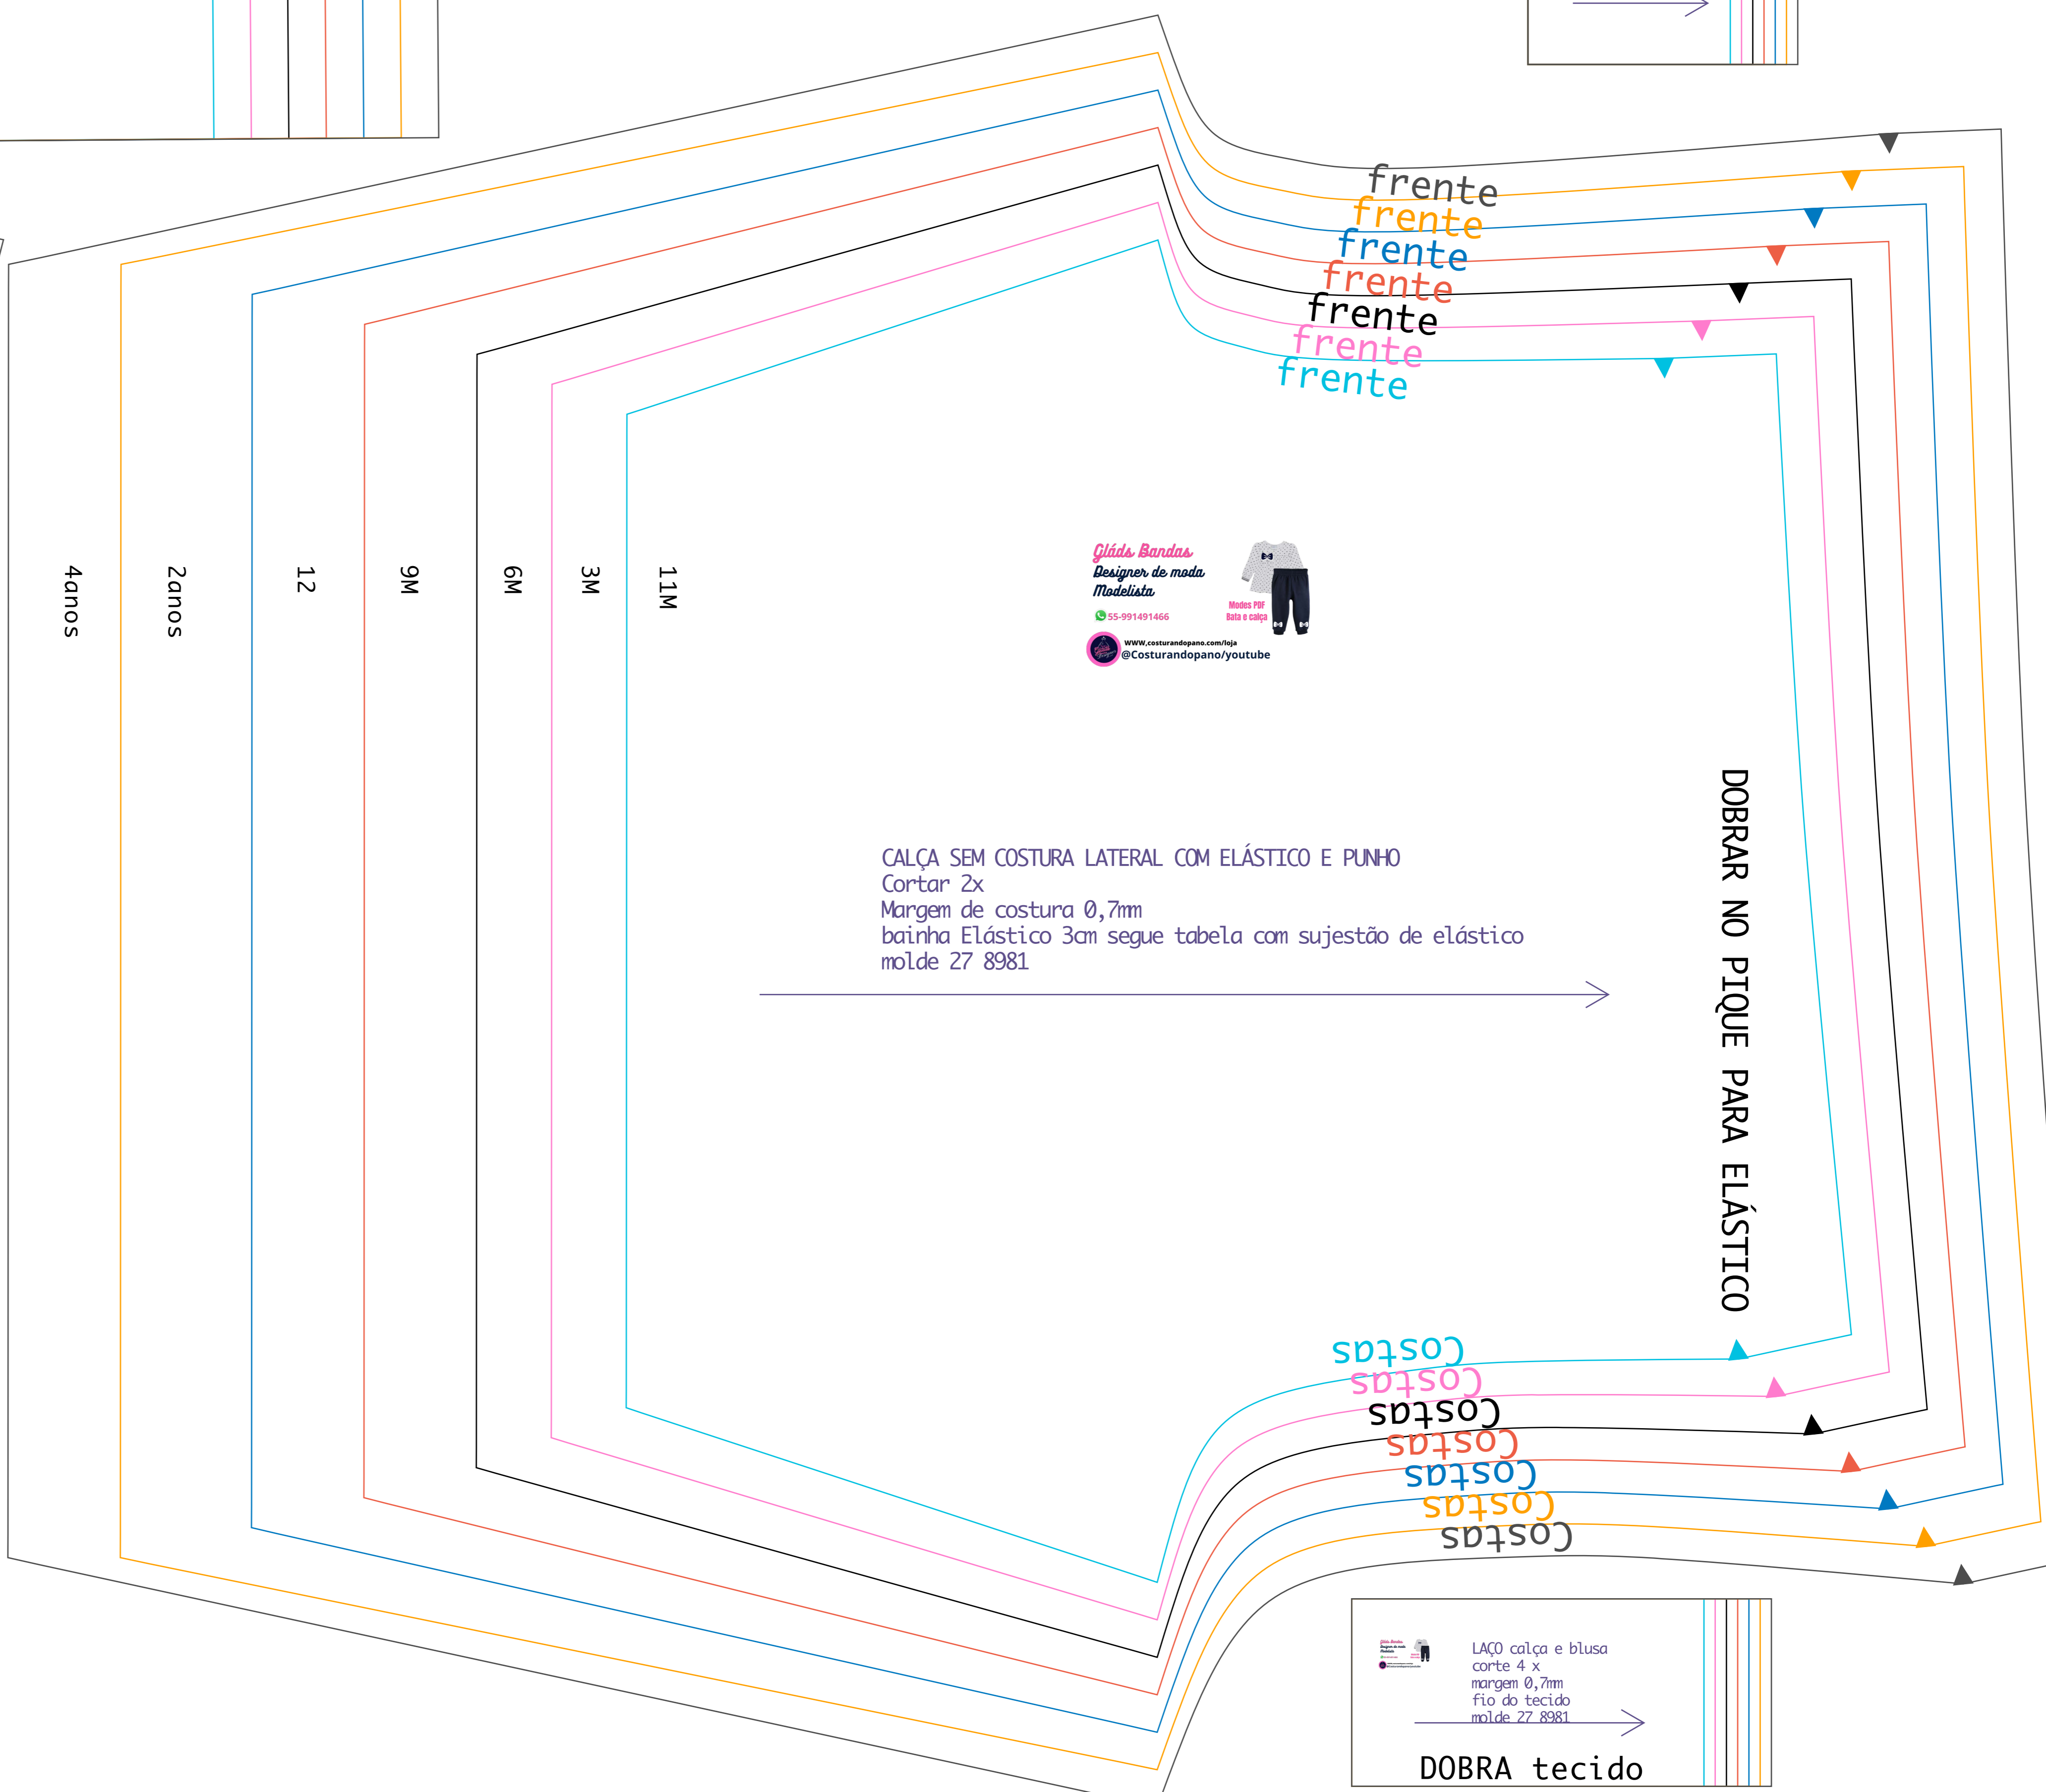 frente
frente
frente
frente
frente
frente
frente
4anos
2anos
12
9M
6M
3M
11M
Gláds Bandas
Designer de moda
Modelista
55-991491466
Modes PDF
Bata e calça
WWW.costurandopano.com/loja
@Costurandopano/youtube
CALÇA SEM COSTURA LATERAL COM ELÁSTICO E PUNHO
Cortar 2x
Margem de costura 0,7mm
bainha Elástico 3cm segue tabela com sujestão de elástico
molde 27 8981
DOBRAR NO PIQUE PARA ELÁSTICO
Costas
Costas
Costas
Costas
Costas
Costas
Costas
LAÇO calça e blusa
corte 4 x
margem 0,7mm
fio do tecido
molde 27 8981
DOBRA tecido